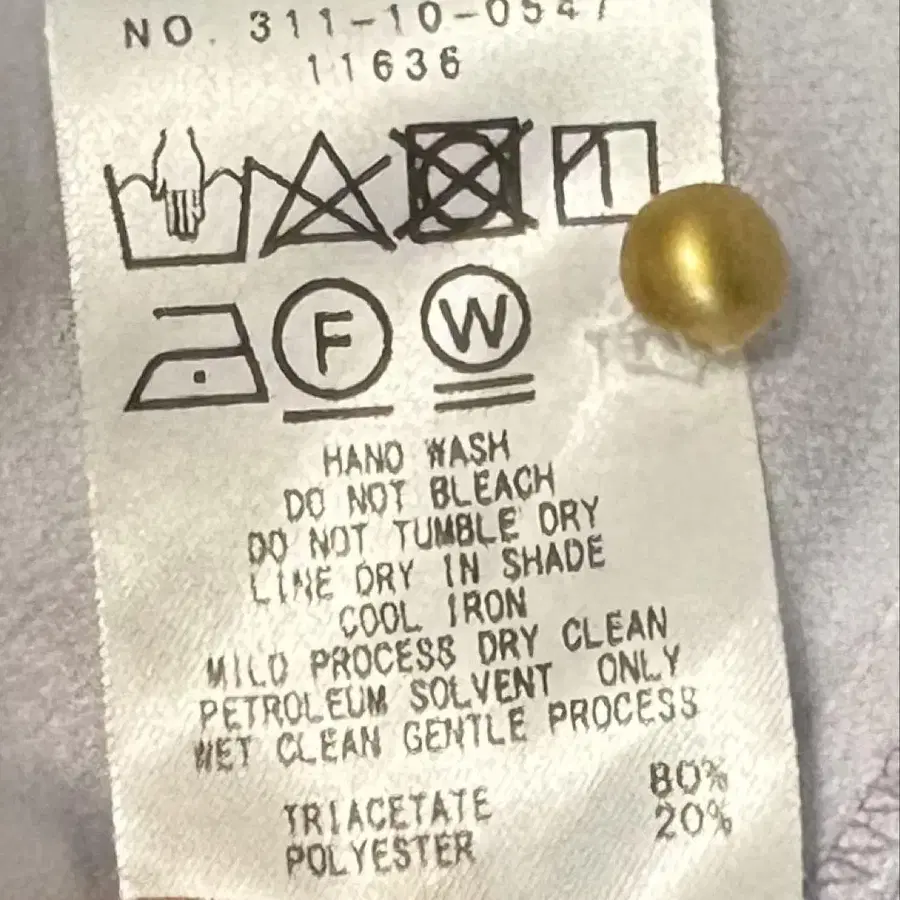 NO. 311-10-0547
11636
F
W
HAND WASH
DO NOT BLEACH
DO NOT TUMBLE DRY
LINE DRY IN SHADE
COOL IRON
MILD PROCESS DRY CLEAN
PETROLEUM SOLVENT ONLY
WET CLEAN GENTLE PROCESS
TRIACETATE 80%
POLYESTER 20%